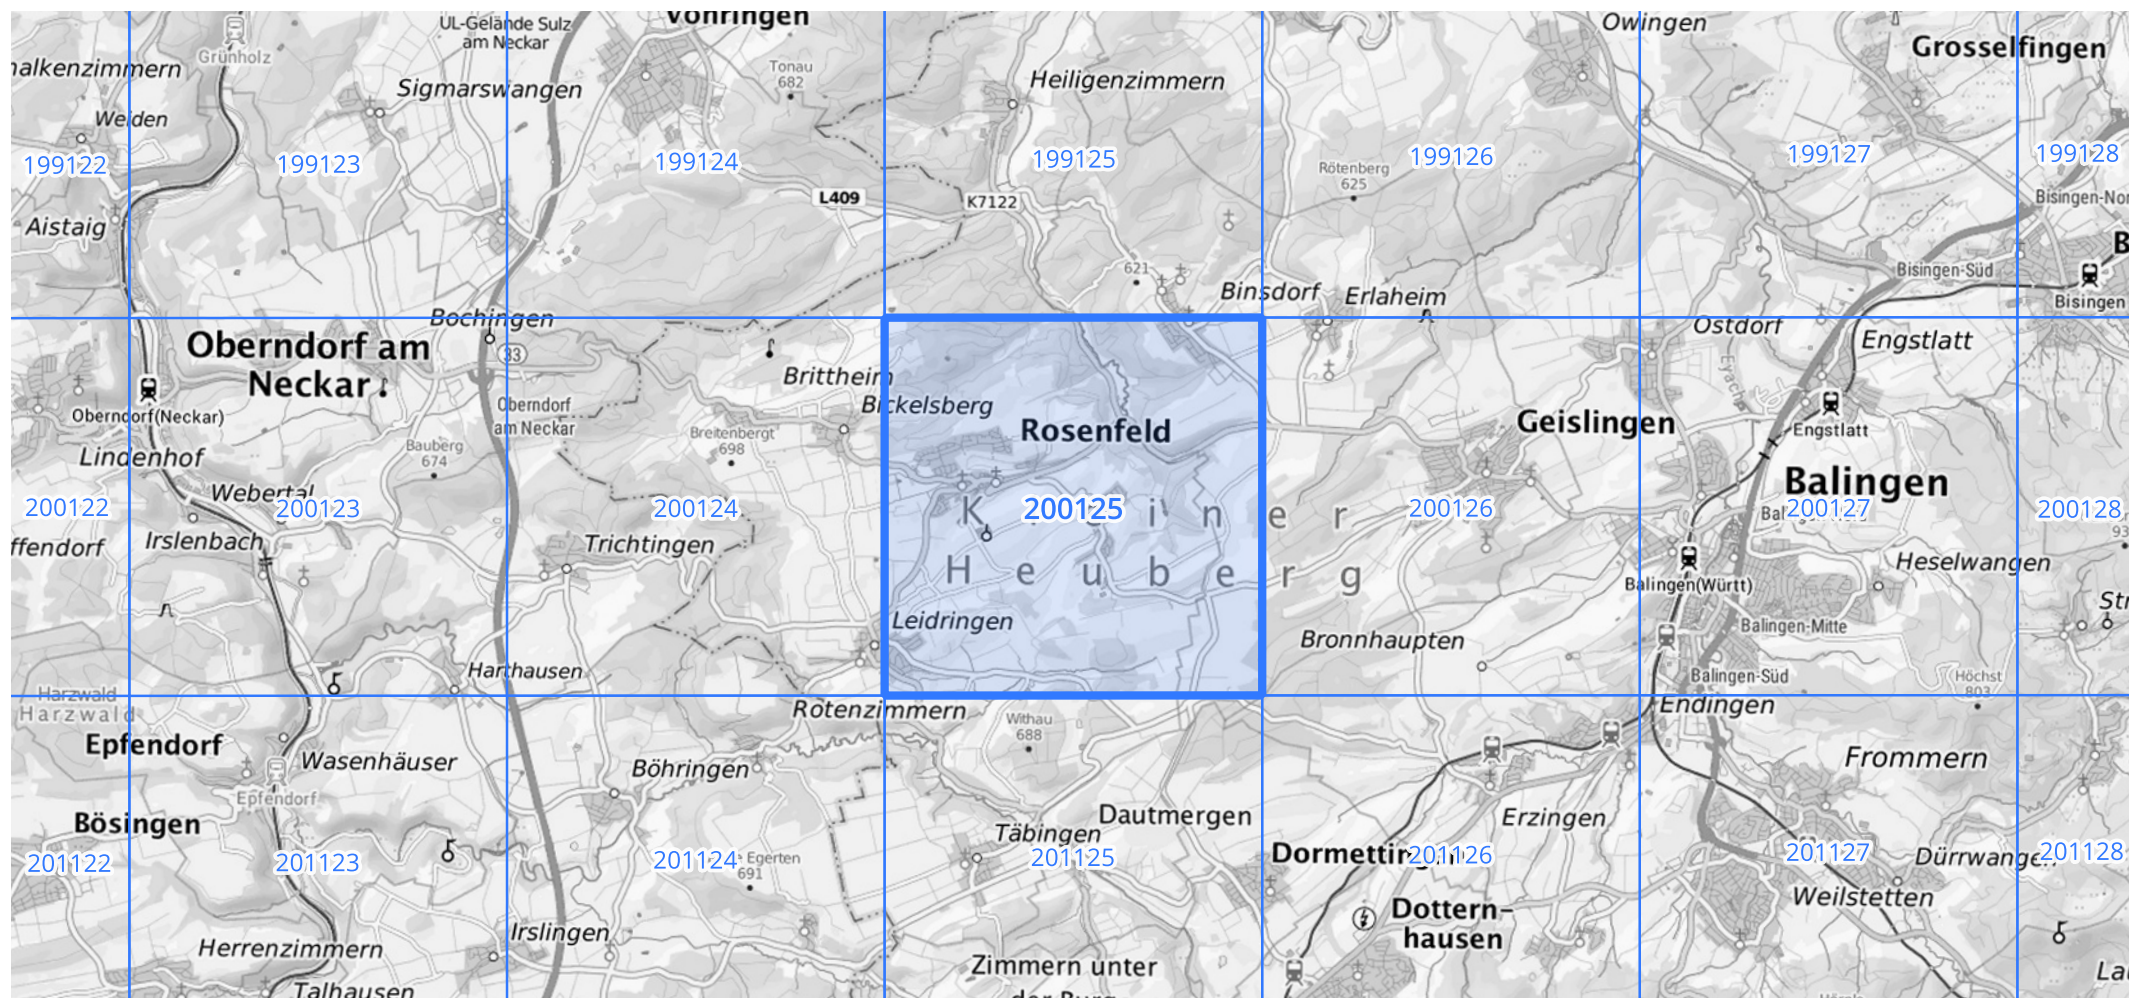 UL-Gelände Sulz
am Neckar
Vöhringen
Owingen
Grosselfingen
Grünholz
Sigmarswangen
Tonau
682
Heiligenzimmern
Weiden
199122
199123
199124
199125
199126
199127
199128
Rötenberg
625
L409
K7122
Aistaig
Bisingen-Süd
621
Binsdorf
Erlaheim
Bisingen
Bochingen
Ostdorf
Oberndorf am
Neckar
33
Engstlatt
Eyach
Brittheim
Bickelsberg
Oberndorf(Neckar)
Oberndorf
am Neckar
Rosenfeld
Geislingen
Engstlatt
Bauberg
674
Breitenbergt
698
Lindenhof
Balingen
Webertal
200122
200123
200124
200125
200126
200127
200128
K l e i n e r
H e u b e r g
Irslenbach
Trichtingen
Heselwangen
Balingen(Württ)
Leidringen
Bronnhaupten
Balingen-Mitte
Harthausen
Balingen-Süd
Höchst
803
Harzwald
Harzwald
Rotenzimmern
Withau
688
Endingen
Epfendorf
Wasenhäuser
Böhringen
Frommern
Epfendorf
Bösingen
Dautmergen
Erzingen
Täbingen
Dormettingen
201122
201123
201124
201125
201126
201127
201128
Egerten
691
Dürrwangen
Weilstetten
Dottern-
hausen
Herrenzimmern
Irslingen
Zimmern unter
der Burg
Talhausen